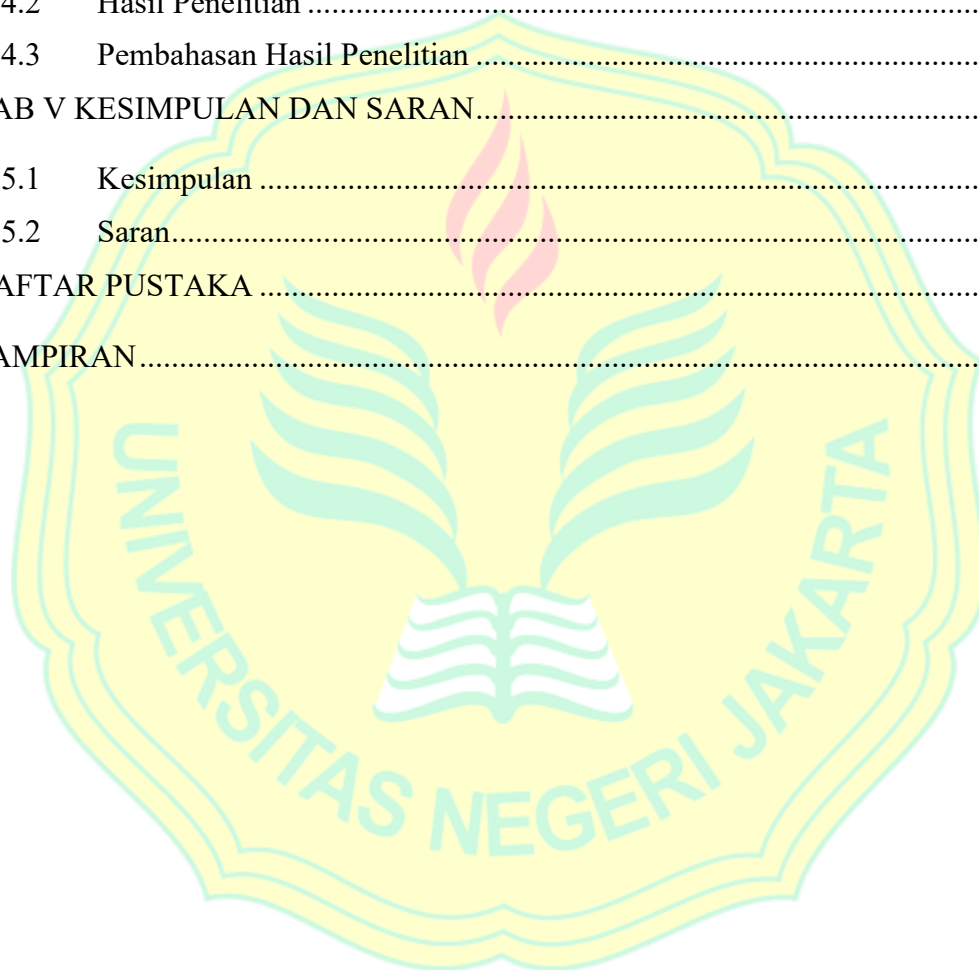 4.2 Hasil Penelitian ........................................................................................
4.3 Pembahasan Hasil Penelitian ................................................................
AB V KESIMPULAN DAN SARAN................................................................
5.1 Kesimpulan ..............................................................................................
5.2 Saran........................................................................................................
AFTAR PUSTAKA ..........................................................................................
AMPIRAN........................................................................................................
UNIVERSITAS NEGERI JAKARTA